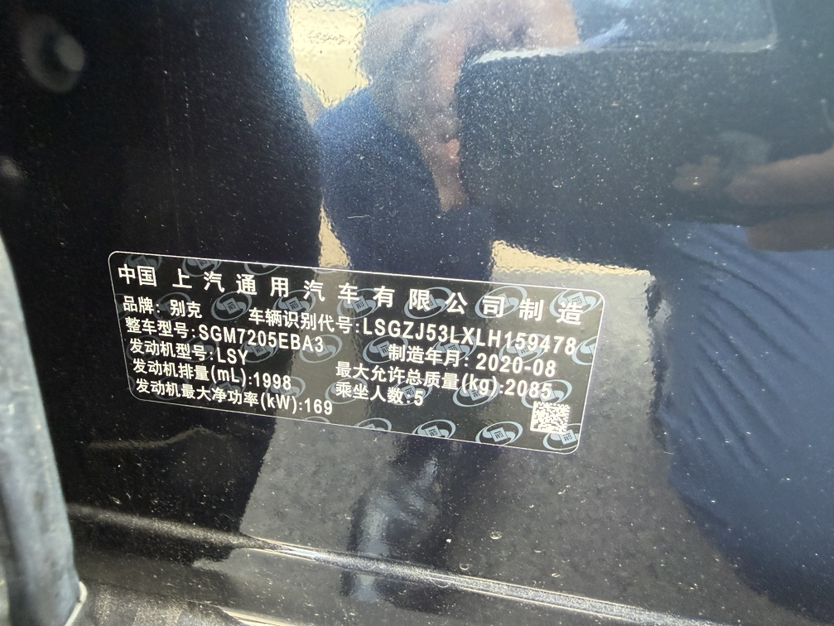 中国 上汽通用汽车有限公司制造
品牌: 别克 车辆识别代号:LSGZJ53LXLH159478
整车型号:SGM7205EBA3 制造年月: 2020-08
发动机型号:LSY 最大允许总质量(kg):2085
发动机排量(mL):1998 乘坐人数:5
发动机最大净功率(kW):169